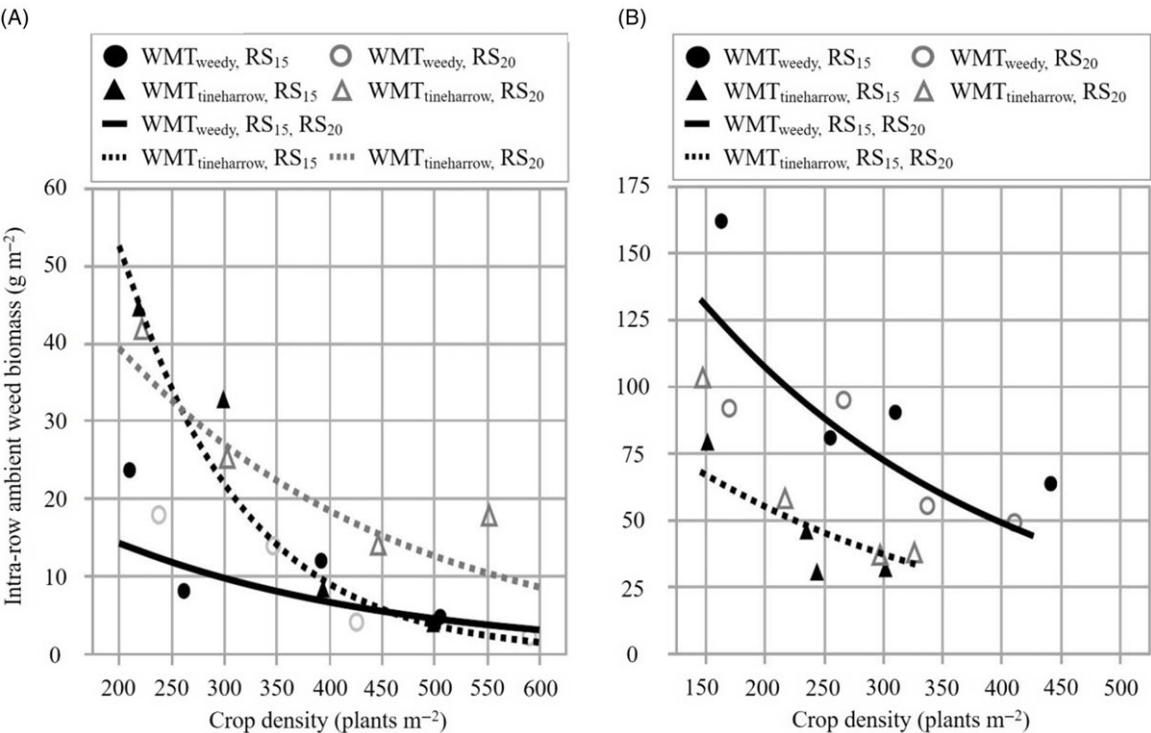 (A)
WMTweedy, RS15 WMTweedy, RS20
WMTtineharrow, RS15 WMTtineharrow, RS20
WMTweedy, RS15, RS20
WMTtineharrow, RS15 WMTtineharrow, RS20
60
50
40
30
20
10
0
200 250 300 350 400 450 500 550 600
Crop density (plants m−2)
Intra-row ambient weed biomass (g m−2)
(B)
WMTweedy, RS15 WMTweedy, RS20
WMTtineharrow, RS15 WMTtineharrow, RS20
WMTweedy, RS15, RS20
WMTtineharrow, RS15, RS20
175
150
125
100
75
50
25
0
150 200 250 300 350 400 450 500
Crop density (plants m−2)